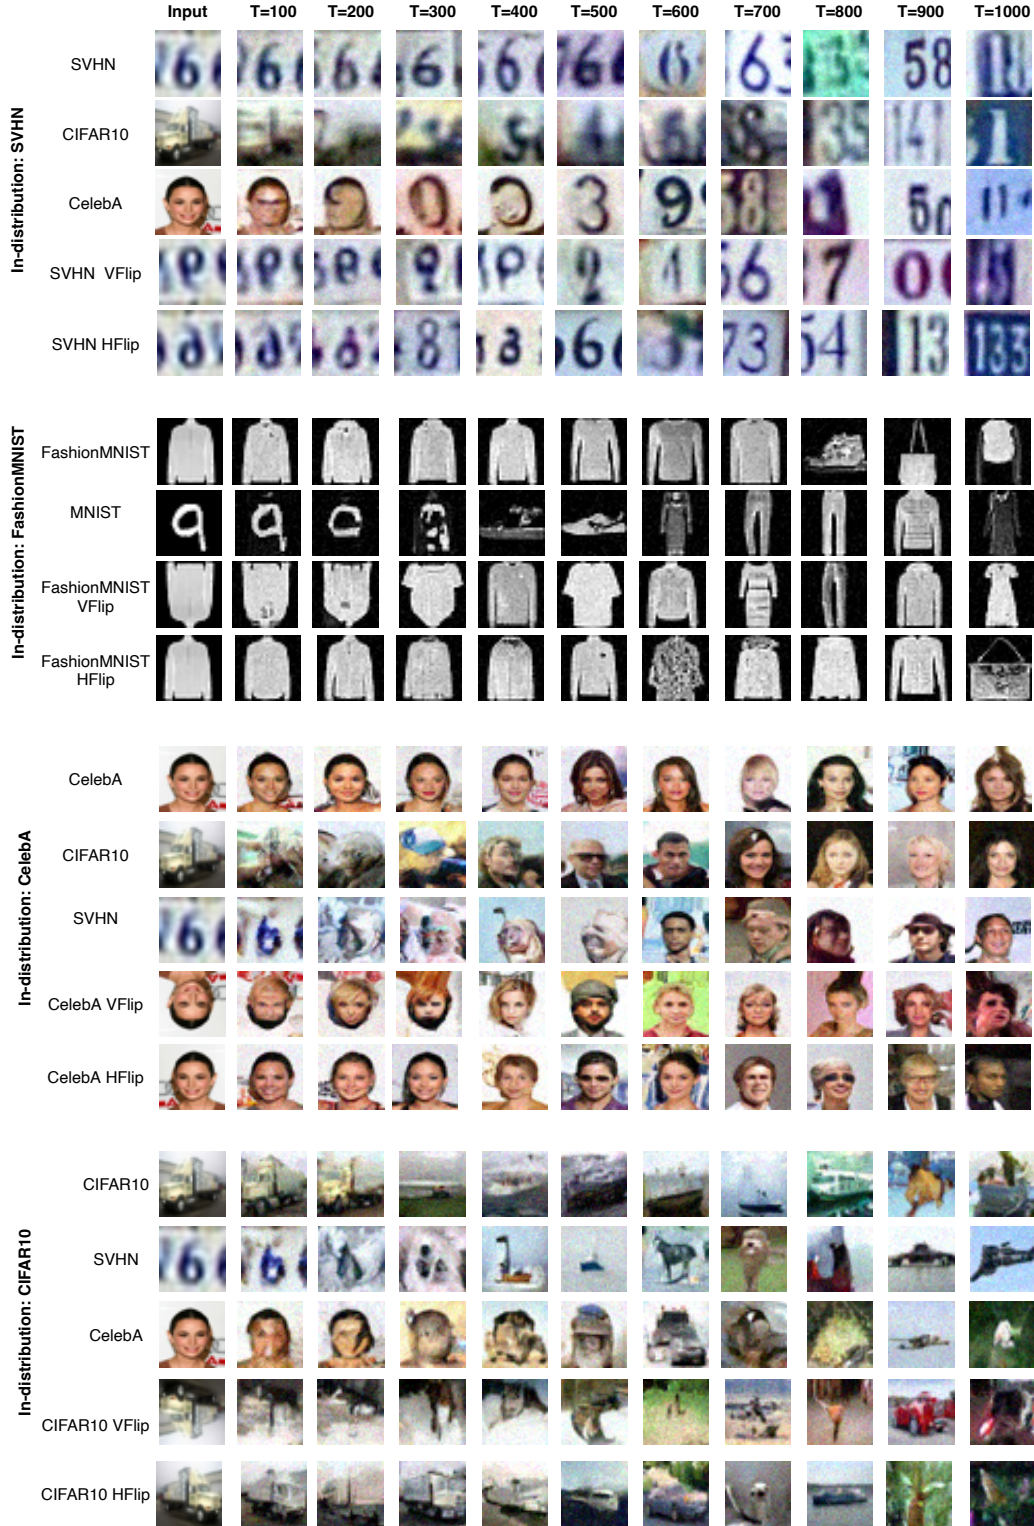 Input T=100 T=200 T=300 T=400 T=500 T=600 T=700 T=800 T=900 T=1000
In-distribution: SVHN
SVHN
CIFAR10
CelebA
SVHN VFlip
SVHN HFlip
In-distribution: FashionMNIST
FashionMNIST
MNIST
FashionMNIST
VFlip
FashionMNIST
HFlip
In-distribution: CelebA
CelebA
CIFAR10
SVHN
CelebA VFlip
CelebA HFlip
In-distribution: CIFAR10
CIFAR10
SVHN
CelebA
CIFAR10 VFlip
CIFAR10 HFlip